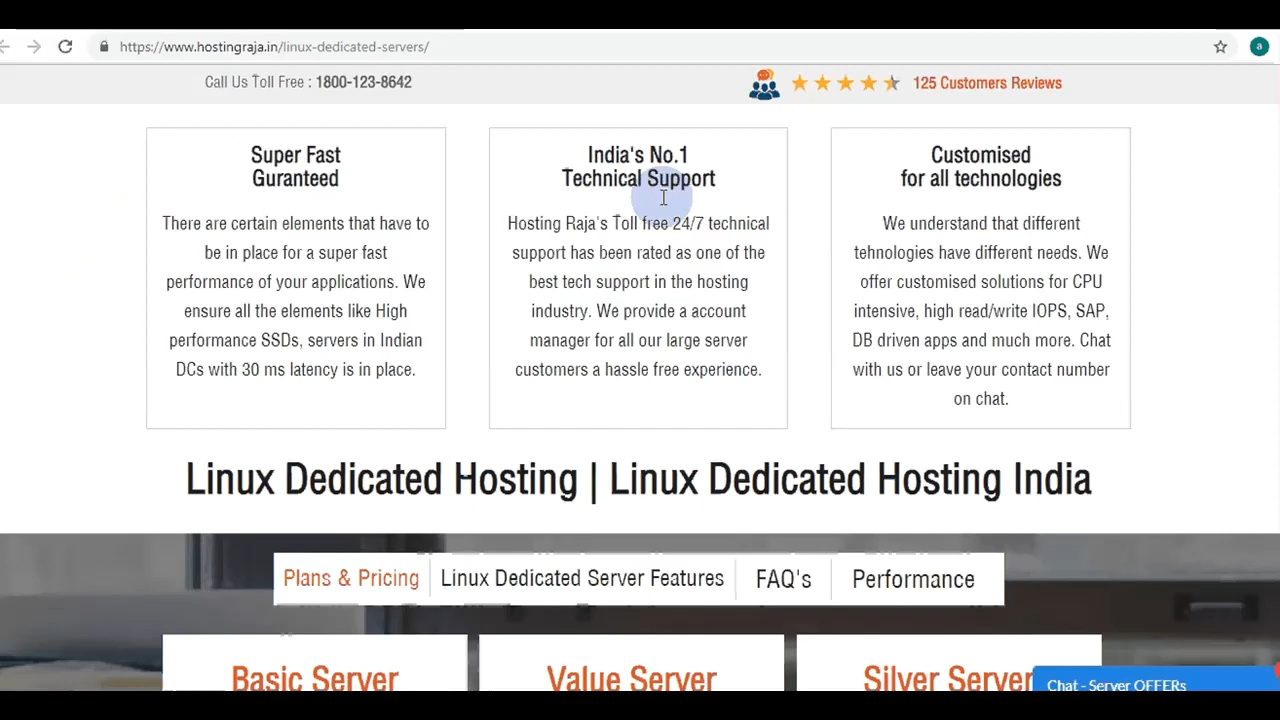 https://www.hostingraja.in/linux-dedicated-servers/
a
Call Us Toll Free : 1800-123-8642
125 Customers Reviews
Super Fast
Guranteed
There are certain elements that have to
be in place for a super fast
performance of your applications. We
ensure all the elements like High
performance SSDs, servers in Indian
DCs with 30 ms latency is in place.
India's No.1
Technical Support
Hosting Raja's Toll free 24/7 technical
support has been rated as one of the
best tech support in the hosting
industry. We provide a account
manager for all our large server
customers a hassle free experience.
Customised
for all technologies
We understand that different
tehnologies have different needs. We
offer customised solutions for CPU
intensive, high read/write IOPS, SAP,
DB driven apps and much more. Chat
with us or leave your contact number
on chat.
Linux Dedicated Hosting | Linux Dedicated Hosting India
Plans & Pricing
Linux Dedicated Server Features
FAQ's
Performance
Basic Server
Value Server
Silver Server
Chat - Server OFFERs